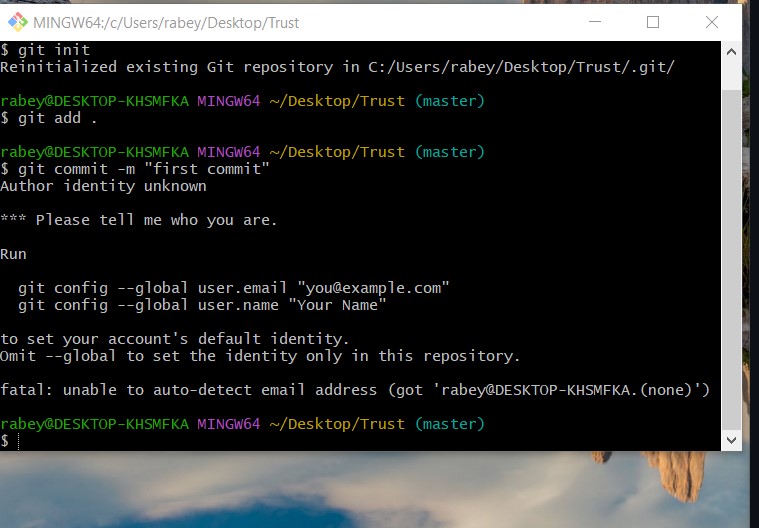 MINGW64:/c/Users/rabey/Desktop/Trust
$ git init
Reinitialized existing Git repository in C:/Users/rabey/Desktop/Trust/.git/
rabey@DESKTOP-KHSMFKA MINGW64 ~/Desktop/Trust (master)
$ git add .
rabey@DESKTOP-KHSMFKA MINGW64 ~/Desktop/Trust (master)
$ git commit -m "first commit"
Author identity unknown
*** Please tell me who you are.
Run
git config --global user.email "you@example.com"
git config --global user.name "Your Name"
to set your account's default identity.
Omit --global to set the identity only in this repository.
fatal: unable to auto-detect email address (got 'rabey@DESKTOP-KHSMFKA.(none)')
rabey@DESKTOP-KHSMFKA MINGW64 ~/Desktop/Trust (master)
$